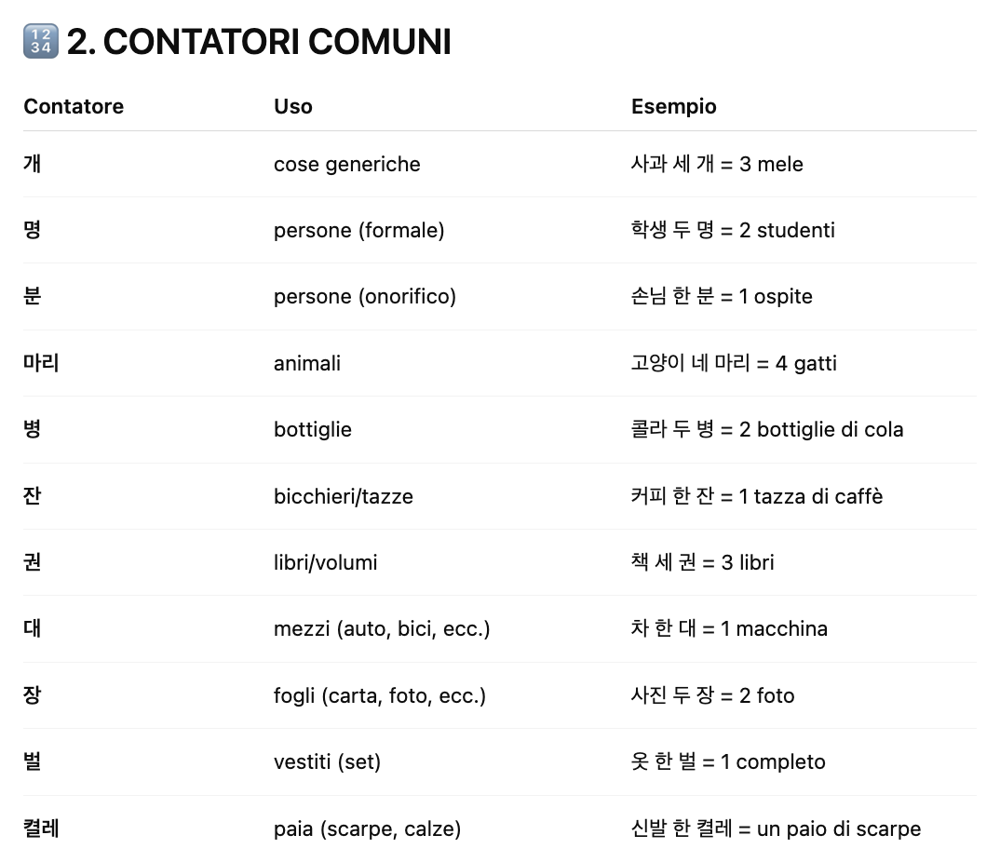 🔢 2. CONTATORI COMUNI
Contatore Uso Esempio
개 cose generiche 사과 세 개 = 3 mele
명 persone (formale) 학생 두 명 = 2 studenti
분 persone (onorifico) 손님 한 분 = 1 ospite
마리 animali 고양이 네 마리 = 4 gatti
병 bottiglie 콜라 두 병 = 2 bottiglie di cola
잔 bicchieri/tazze 커피 한 잔 = 1 tazza di caffè
권 libri/volumi 책 세 권 = 3 libri
대 mezzi (auto, bici, ecc.) 차 한 대 = 1 macchina
장 fogli (carta, foto, ecc.) 사진 두 장 = 2 foto
벌 vestiti (set) 옷 한 벌 = 1 completo
켤레 paia (scarpe, calze) 신발 한 켤레 = un paio di scarpe